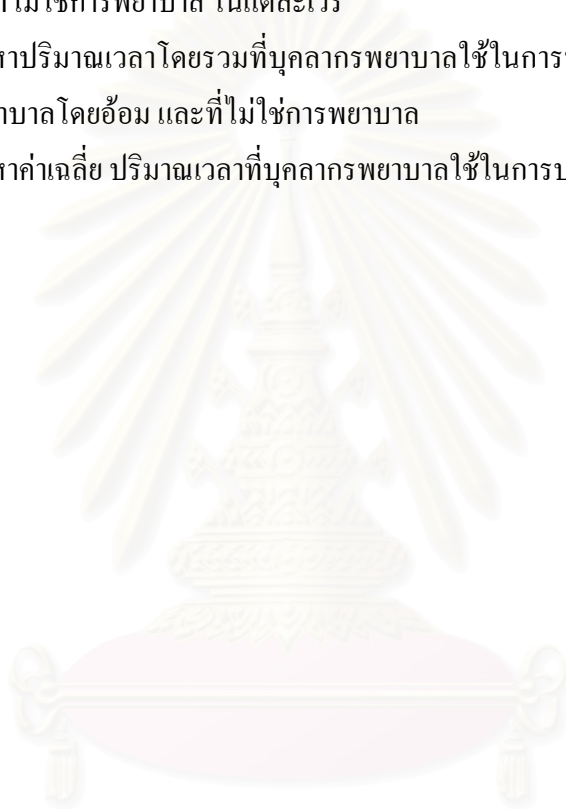 ไม่ใช่การพยาบาล ในแต่ละเวร
หาปริมาณเวลาโดยรวมที่บุคลากรพยาบาลใช้ในการ
าบาลโดยอ้อม และที่ไม่ใช่การพยาบาล
หาค่าเฉลี่ย ปริมาณเวลาที่บุคลากรพยาบาลใช้ในการป